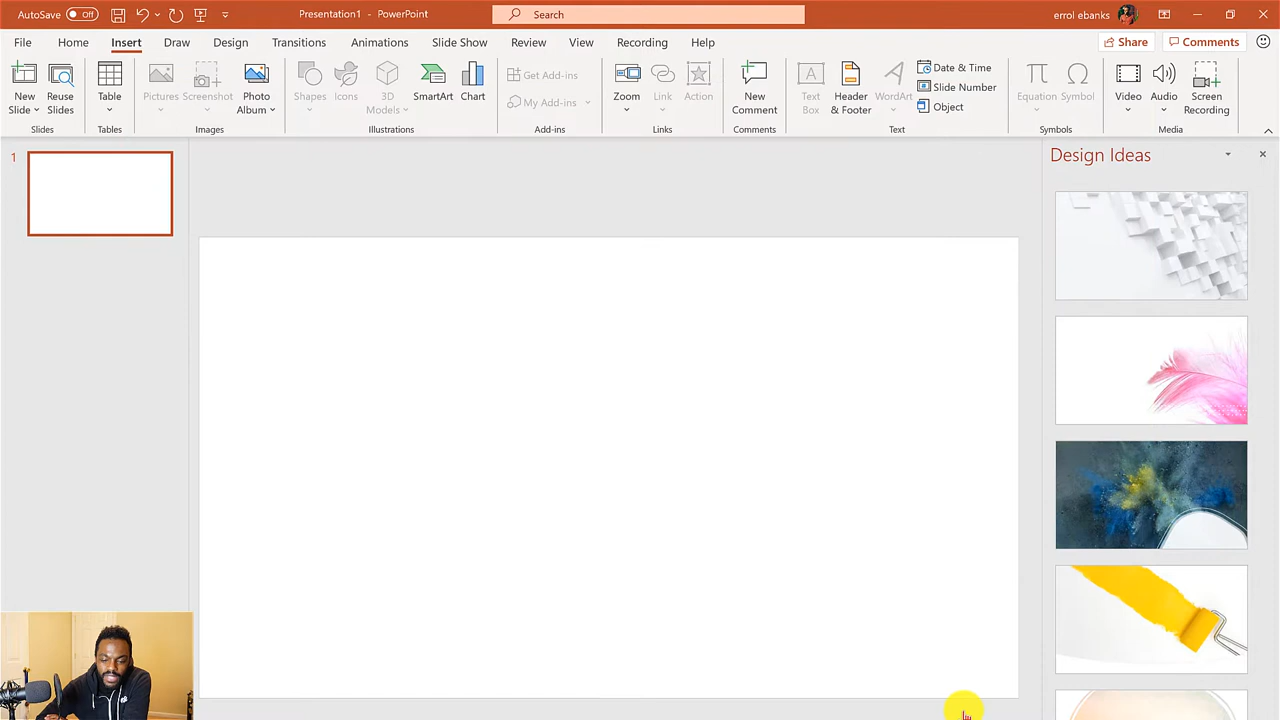 AutoSave Off Presentation1 - PowerPoint Search errol ebanks
File Home Insert Draw Design Transitions Animations Slide Show Review View Recording Help Share Comments
New Slide Reuse Slides Table Pictures Screenshot Photo Album Shapes Icons 3D Models SmartArt Chart Get Add-ins My Add-ins Zoom Link Action New Comment Text Box Header & Footer WordArt Date & Time Slide Number Object Equation Symbol Video Audio Screen Recording
Slides Tables Images Illustrations Add-ins Links Comments Text Symbols Media
1
Design Ideas